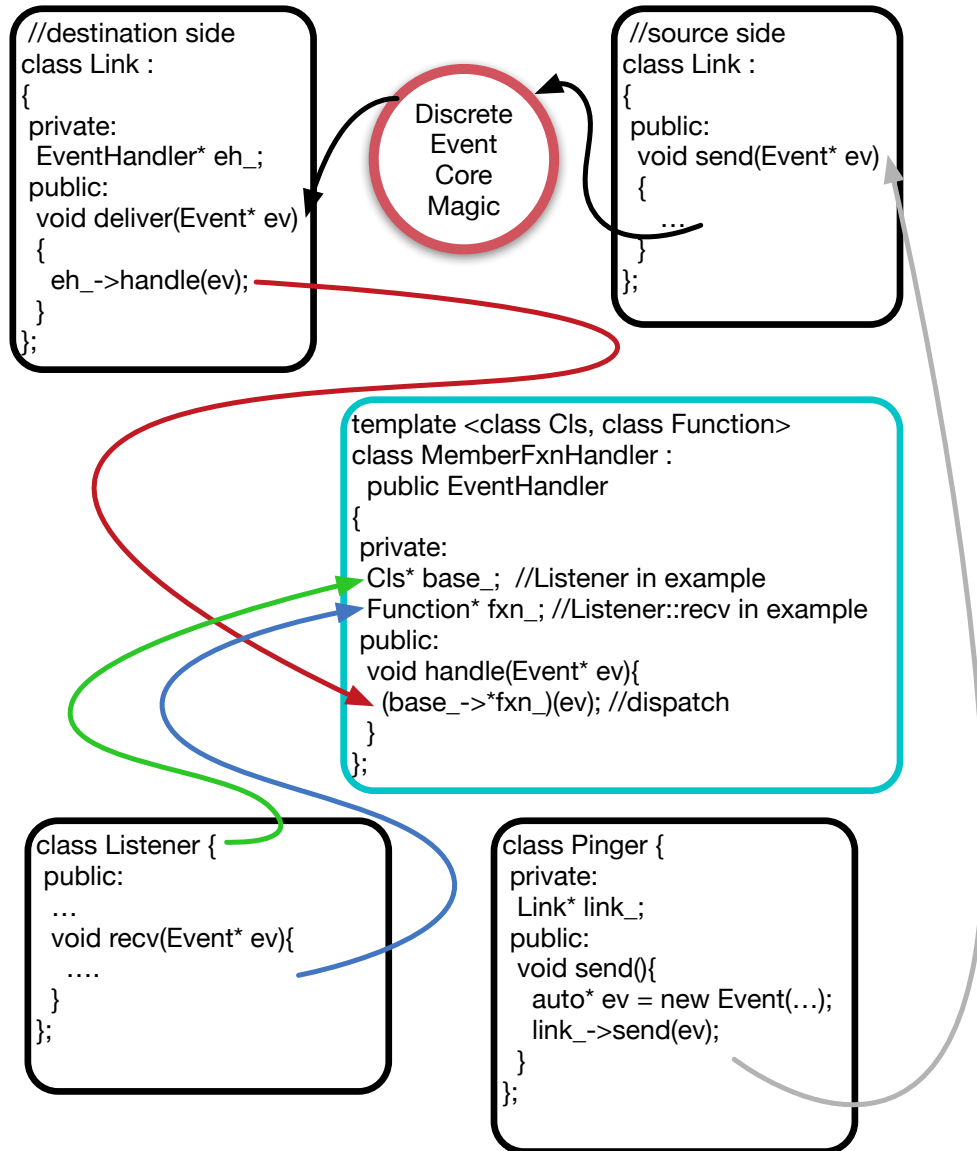 //destination side
class Link :
{
private:
EventHandler* eh_;
public:
void deliver(Event* ev)
{
eh_->handle(ev);
}
};
Discrete
Event
Core
Magic
//source side
class Link :
{
public:
void send(Event* ev)
{
…
}
};
template <class Cls, class Function>
class MemberFxnHandler :
public EventHandler
{
private:
Cls* base_;  //Listener in example
Function* fxn_; //Listener::recv in example
public:
void handle(Event* ev){
(base_->*fxn_)(ev); //dispatch
}
};
class Listener {
public:
…
void recv(Event* ev){
….
}
};
class Pinger {
private:
Link* link_;
public:
void send(){
auto* ev = new Event(…);
link_->send(ev);
}
};